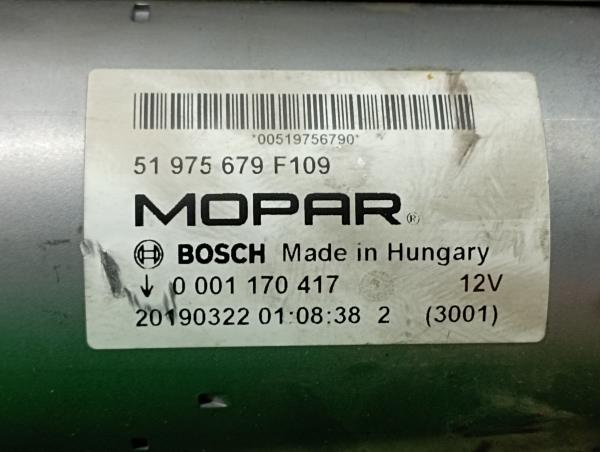 *00519756790*
51 975 679 F109
MOPAR®
BOSCH Made in Hungary
↓ 0 001 170 417 12V
20190322 01:08:38 2 (3001)